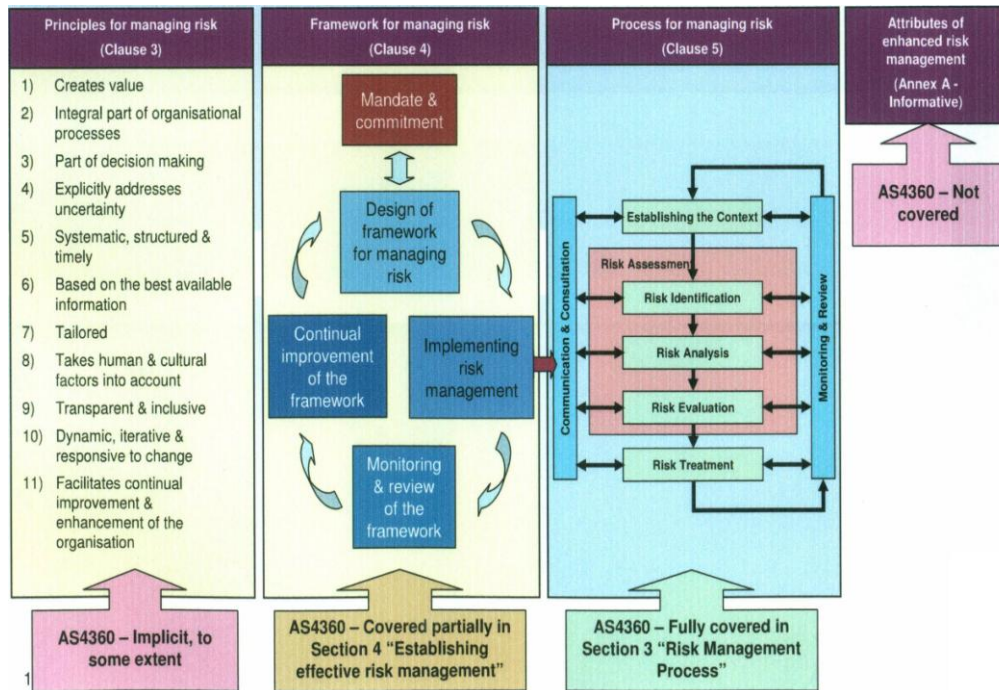 Principles for managing risk
(Clause 3)
1) Creates value
2) Integral part of organisational
processes
3) Part of decision making
4) Explicitly addresses
uncertainty
5) Systematic, structured &
timely
6) Based on the best available
information
7) Tailored
8) Takes human & cultural
factors into account
9) Transparent & inclusive
10) Dynamic, iterative &
responsive to change
11) Facilitates continual
improvement &
enhancement of the
organisation
AS4360 – Implicit, to
some extent
1
Framework for managing risk
(Clause 4)
Mandate &
commitment
Design of
framework
for managing
risk
Continual
improvement
of the
framework
Implementing
risk
management
Monitoring
& review
of the
framework
AS4360 – Covered partially in
Section 4 “Establishing
effective risk management”
Process for managing risk
(Clause 5)
Communication & Consultation
Establishing the Context
Risk Assessment
Risk Identification
Risk Analysis
Risk Evaluation
Risk Treatment
Monitoring & Review
AS4360 – Fully covered in
Section 3 “Risk Management
Process”
Attributes of
enhanced risk
management
(Annex A -
Informative)
AS4360 – Not
covered